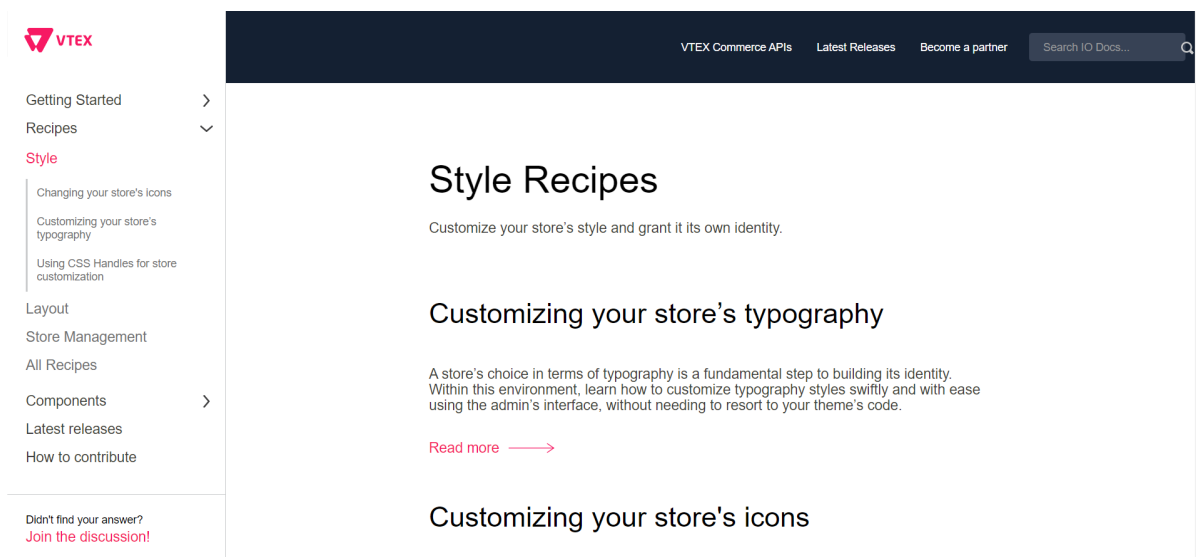 VTEX
VTEX Commerce APIs
Latest Releases
Become a partner
Search IO Docs...
Getting Started
Recipes
Style
Changing your store's icons
Customizing your store's
typography
Using CSS Handles for store
customization
Layout
Store Management
All Recipes
Components
Latest releases
How to contribute
Didn't find your answer?
Join the discussion!
Style Recipes
Customize your store’s style and grant it its own identity.
Customizing your store’s typography
A store’s choice in terms of typography is a fundamental step to building its identity.
Within this environment, learn how to customize typography styles swiftly and with ease
using the admin’s interface, without needing to resort to your theme’s code.
Read more
Customizing your store's icons